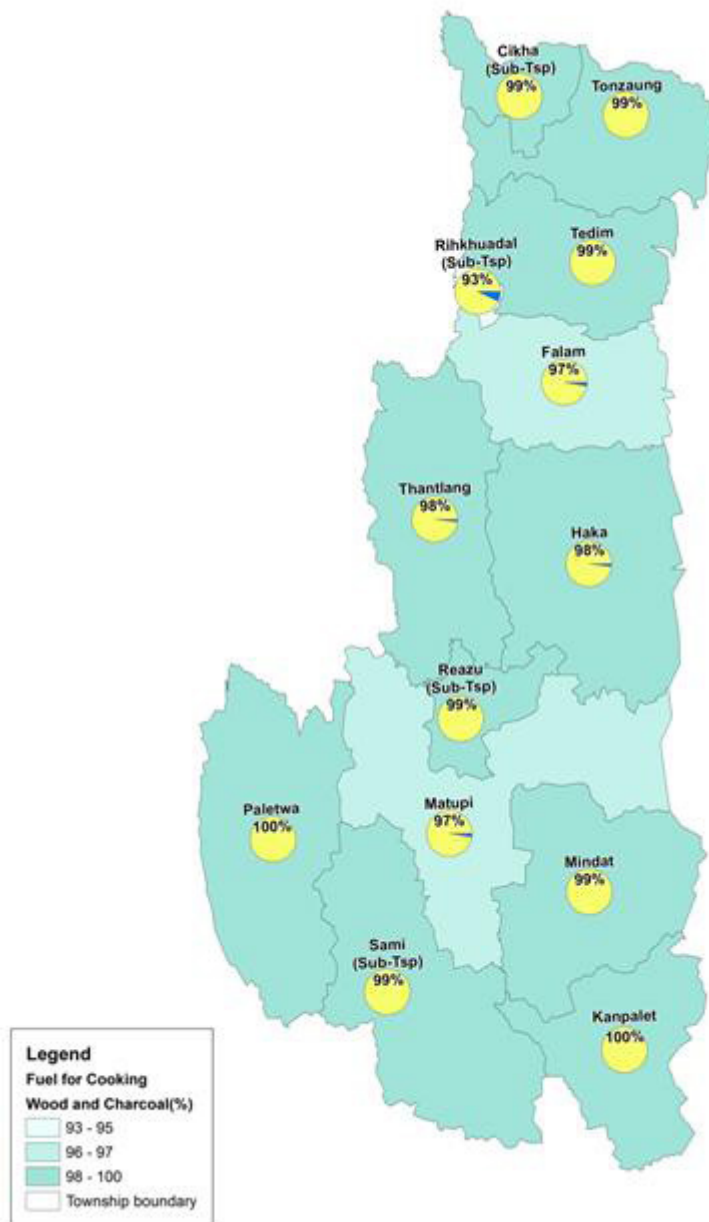 Cikha
(Sub-Tsp)
99%
Tonzaung
99%
Tedim
99%
Rihkhuadal
(Sub-Tsp)
93%
Falam
97%
Thantlang
98%
Haka
98%
Reazu
(Sub-Tsp)
99%
Paletwa
100%
Matupi
97%
Mindat
99%
Sami
(Sub-Tsp)
99%
Kanpalet
100%
Legend
Fuel for Cooking
Wood and Charcoal(%)
93 - 95
96 - 97
98 - 100
Township boundary